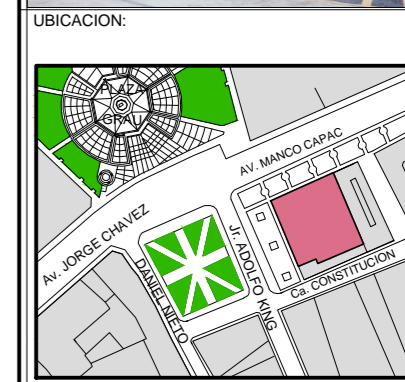 UBICACION:
PLAZA
GRAU
AV. MANCO CAPAC
Av. JORGE CHAVEZ
Jr. ADOLFO KING
DANIEL NIETO
Ca. CONSTITUCION